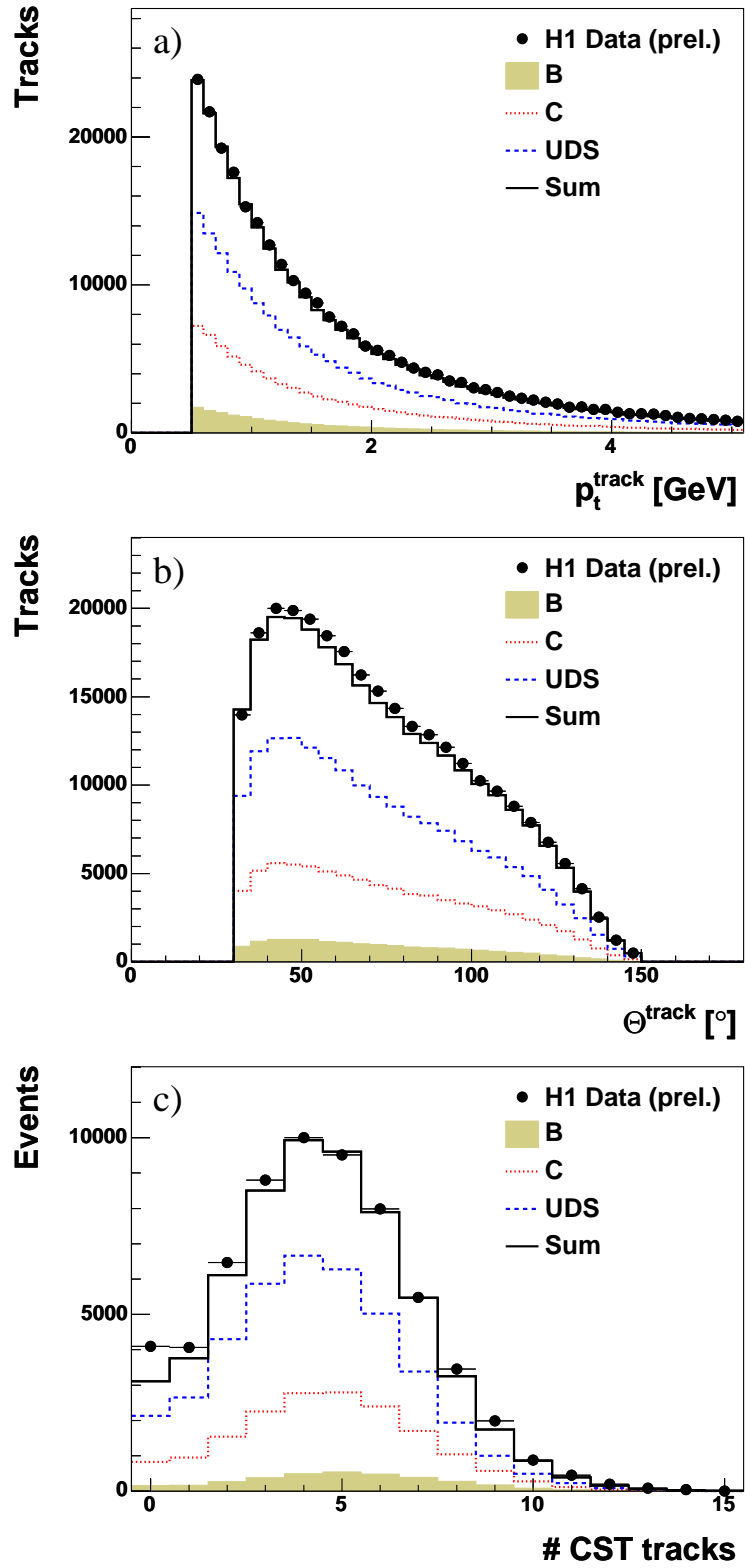 a)
Tracks
H1 Data (prel.)
B
C
UDS
Sum
20000
10000
0
0 2 4
p_t^track [GeV]
b)
Tracks
H1 Data (prel.)
B
C
UDS
Sum
20000
15000
10000
5000
0
0 50 100 150
Θ^track [°]
c)
Events
H1 Data (prel.)
B
C
UDS
Sum
10000
5000
0
0 5 10 15
# CST tracks